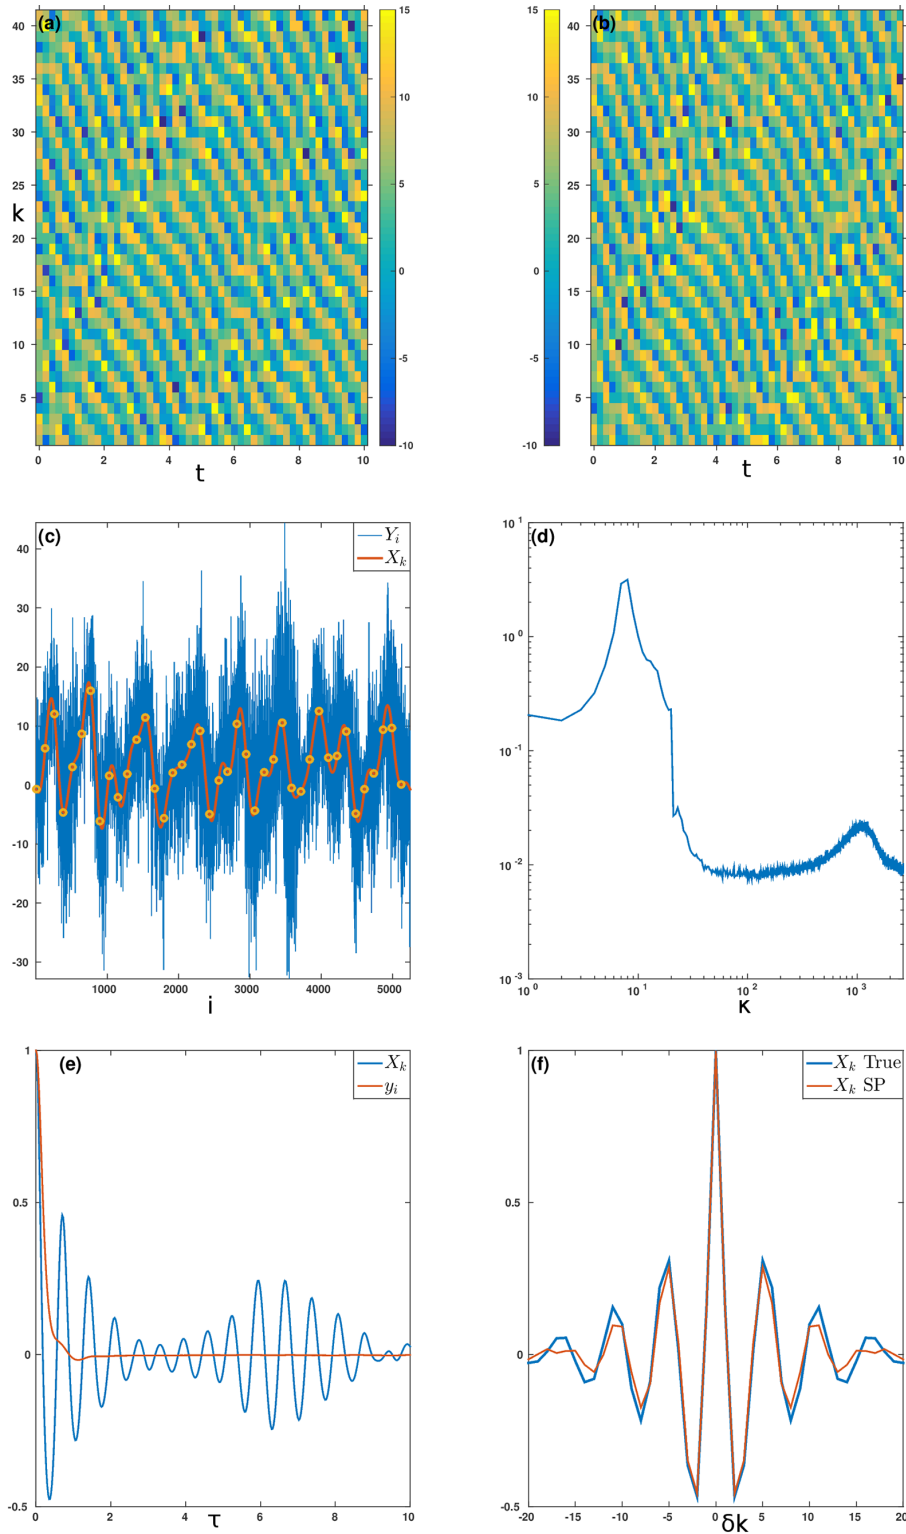 (a)
40
35
30
25
k
20
15
10
5
0 2 4 6 8 10
t
15
10
5
0
-5
-10
15
10
5
0
-5
-10
(b)
40
35
30
25
20
15
10
5
0 2 4 6 8 10
t
(c)
Y_i
X_k
40
30
20
10
0
-10
-20
-30
1000 2000 3000 4000 5000
i
(d)
10^1
10^0
10^-1
10^-2
10^-3
10^0 10^1 10^2 10^3
κ
(e)
X_k
y_i
1
0.5
0
-0.5
0 2 4 6 8 10
τ
(f)
X_k True
X_k SP
1
0.5
0
-0.5
-20 -15 -10 -5 0 5 10 15 20
δk